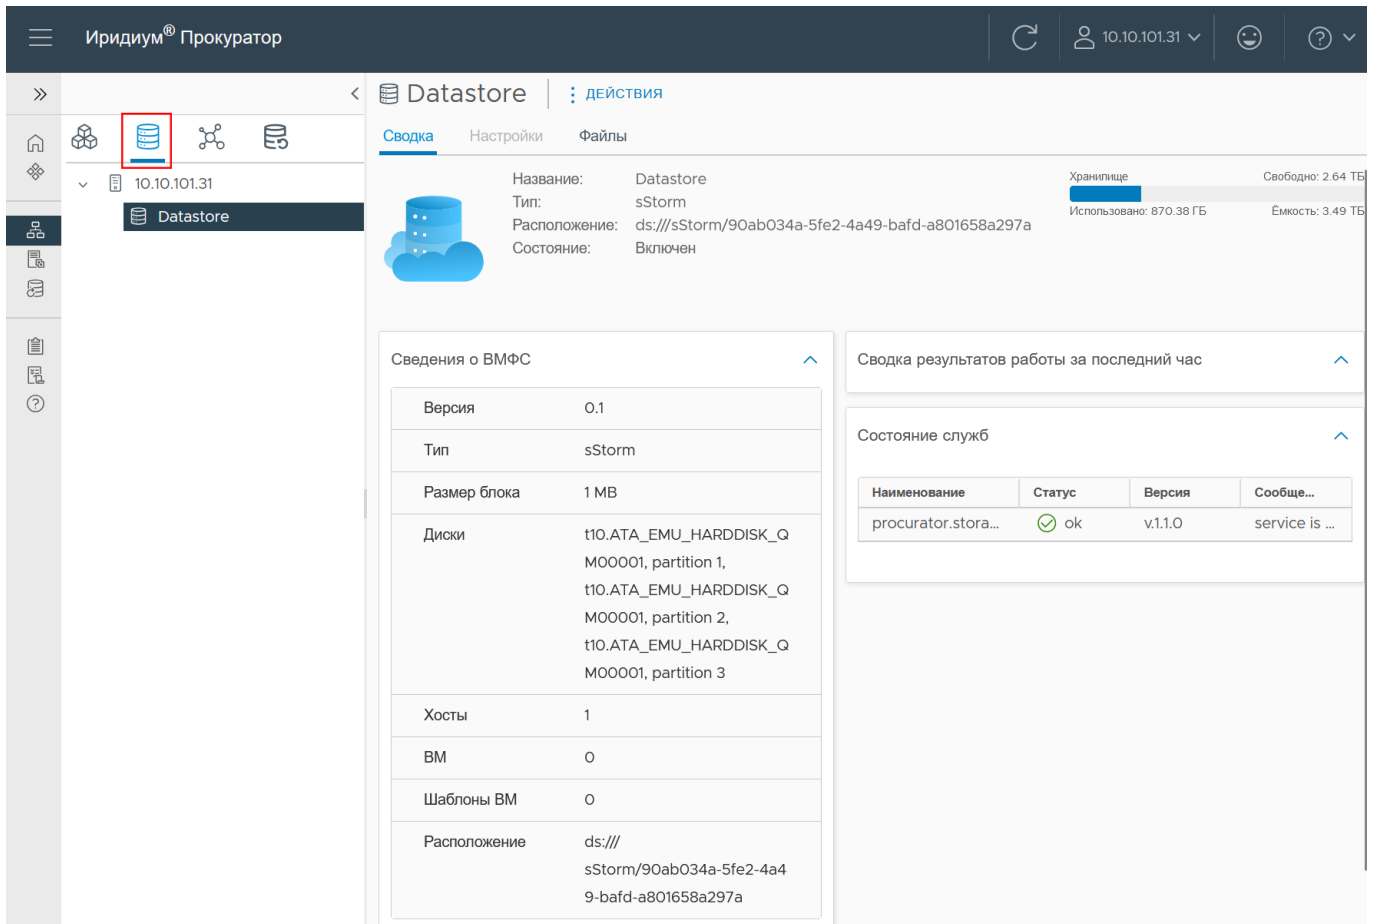 Иридиум® Прокуратор
10.10.101.31
10.10.101.31
Datastore
Datastore
ДЕЙСТВИЯ
Сводка Настройки Файлы
Название: Datastore
Тип: sStorm
Расположение: ds:///sStorm/90ab034a-5fe2-4a49-bafd-a801658a297a
Состояние: Включен
Хранилище Свободно: 2.64 ТБ
Использовано: 870.38 ГБ Ёмкость: 3.49 ТБ
Сведения о ВМФС
Версия 0.1
Тип sStorm
Размер блока 1 MB
Диски t10.ATA_EMU_HARDDISK_Q
M00001, partition 1,
t10.ATA_EMU_HARDDISK_Q
M00001, partition 2,
t10.ATA_EMU_HARDDISK_Q
M00001, partition 3
Хосты 1
ВМ 0
Шаблоны ВМ 0
Расположение ds:///
sStorm/90ab034a-5fe2-4a4
9-bafd-a801658a297a
Сводка результатов работы за последний час
Состояние служб
Наименование Статус Версия Сообще...
procurator.stora... ok v.1.1.0 service is ...